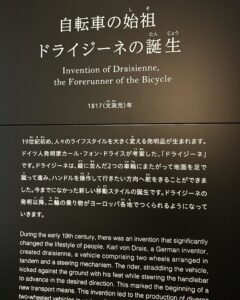 自転車の始祖
ドライジーネの誕生
Invention of Draisienne,
the Forerunner of the Bicycle
1817(文政元)年
19世紀初め、人々のライフスタイルを大きく変える発明品が生まれます。
ドイツ人発明家カール・フォン・ドライスが考案した、「ドライジーネ」
です。ドライジーネは、縦に並んだ2つの車輪にまたがって地面を足で
蹴って進み、ハンドルを操作して行きたい方向へ舵をきることができま
した。今までになかった新しい移動スタイルの誕生です。ドライジーネの
発明以降、二輪の乗り物がヨーロッパ各地でつくられるようになって
いきます。
During the early 19th century, there was an invention that significantly
changed the lifestyle of people. Karl von Drais, a German inventor,
created draisienne, a vehicle comprising two wheels arranged in
tandem and a steering mechanism. The rider, straddling the vehicle,
kicked against the ground with his feet while steering the handlebar
to advance in the desired direction. This marked the beginning of a
new transport means. This invention led to the production of diverse
two-wheeled vehicles in